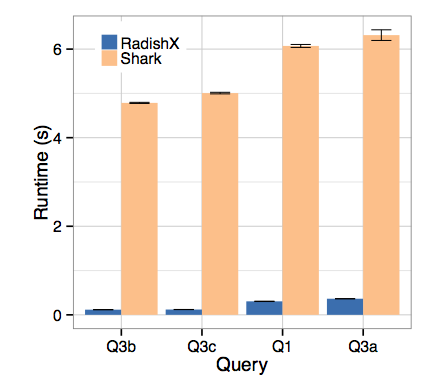 RadishX
Shark
Runtime (s)
6
4
2
0
Q3b Q3c Q1 Q3a
Query